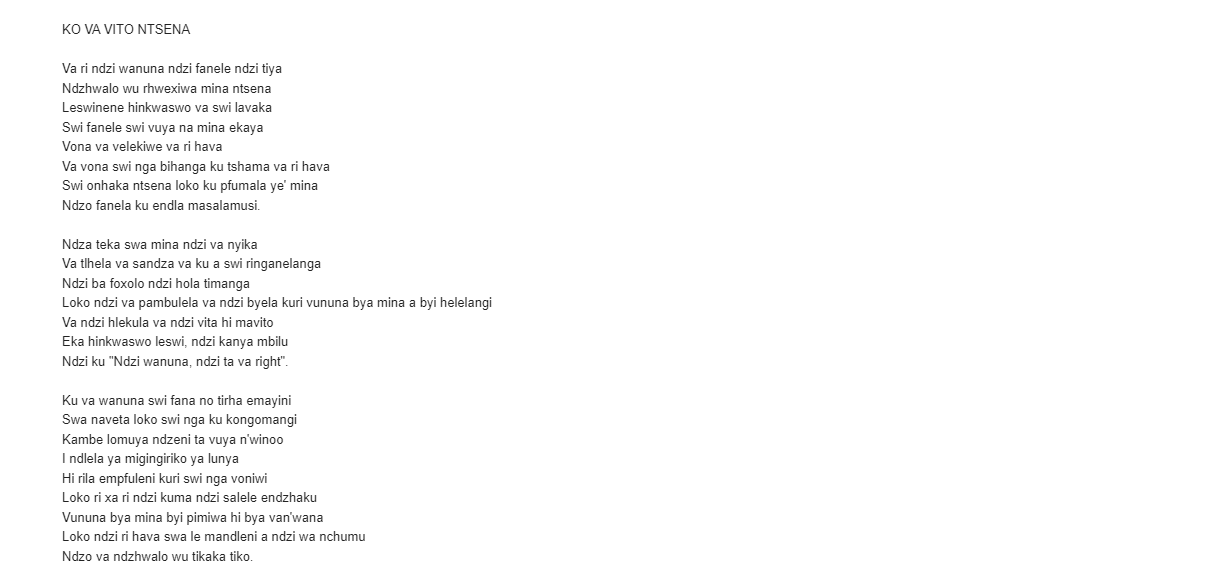 KO VA VITO NTSENA
Va ri ndzi wanuna ndzi fanele ndzi tiya
Ndzhwalo wu rhwexiwa mina ntsena
Leswinene hinkwaswo va swi lavaka
Swi fanele swi vuya na mina ekaya
Vona va velekiwe va ri hava
Va vona swi nga bihanga ku tshama va ri hava
Swi onhaka ntsena loko ku pfumala ye' mina
Ndzo fanela ku endla masalamusi.
Ndza teka swa mina ndzi va nyika
Va tlhela va sandza va ku a swi ringanelanga
Ndzi ba foxolo ndzi hola timanga
Loko ndzi va pambulela va ndzi byela kuri vununa bya mina a byi helelangi
Va ndzi hlekula va ndzi vita hi mavito
Eka hinkwaswo leswi, ndzi kanya mbilu
Ndzi ku "Ndzi wanuna, ndzi ta va right".
Ku va wanuna swi fana no tirha emayini
Swa naveta loko swi nga ku kongomangi
Kambe lomuya ndzeni ta vuya n'winoo
I ndlela ya migingiriko ya lunya
Hi rila empfuleni kuri swi nga voniwi
Loko ri xa ri ndzi kuma ndzi salele endzhaku
Vununa bya mina byi pimiwa hi bya van'wana
Loko ndzi ri hava swa le mandleni a ndzi wa nchumu
Ndzo va ndzhwalo wu tikaka tiko.